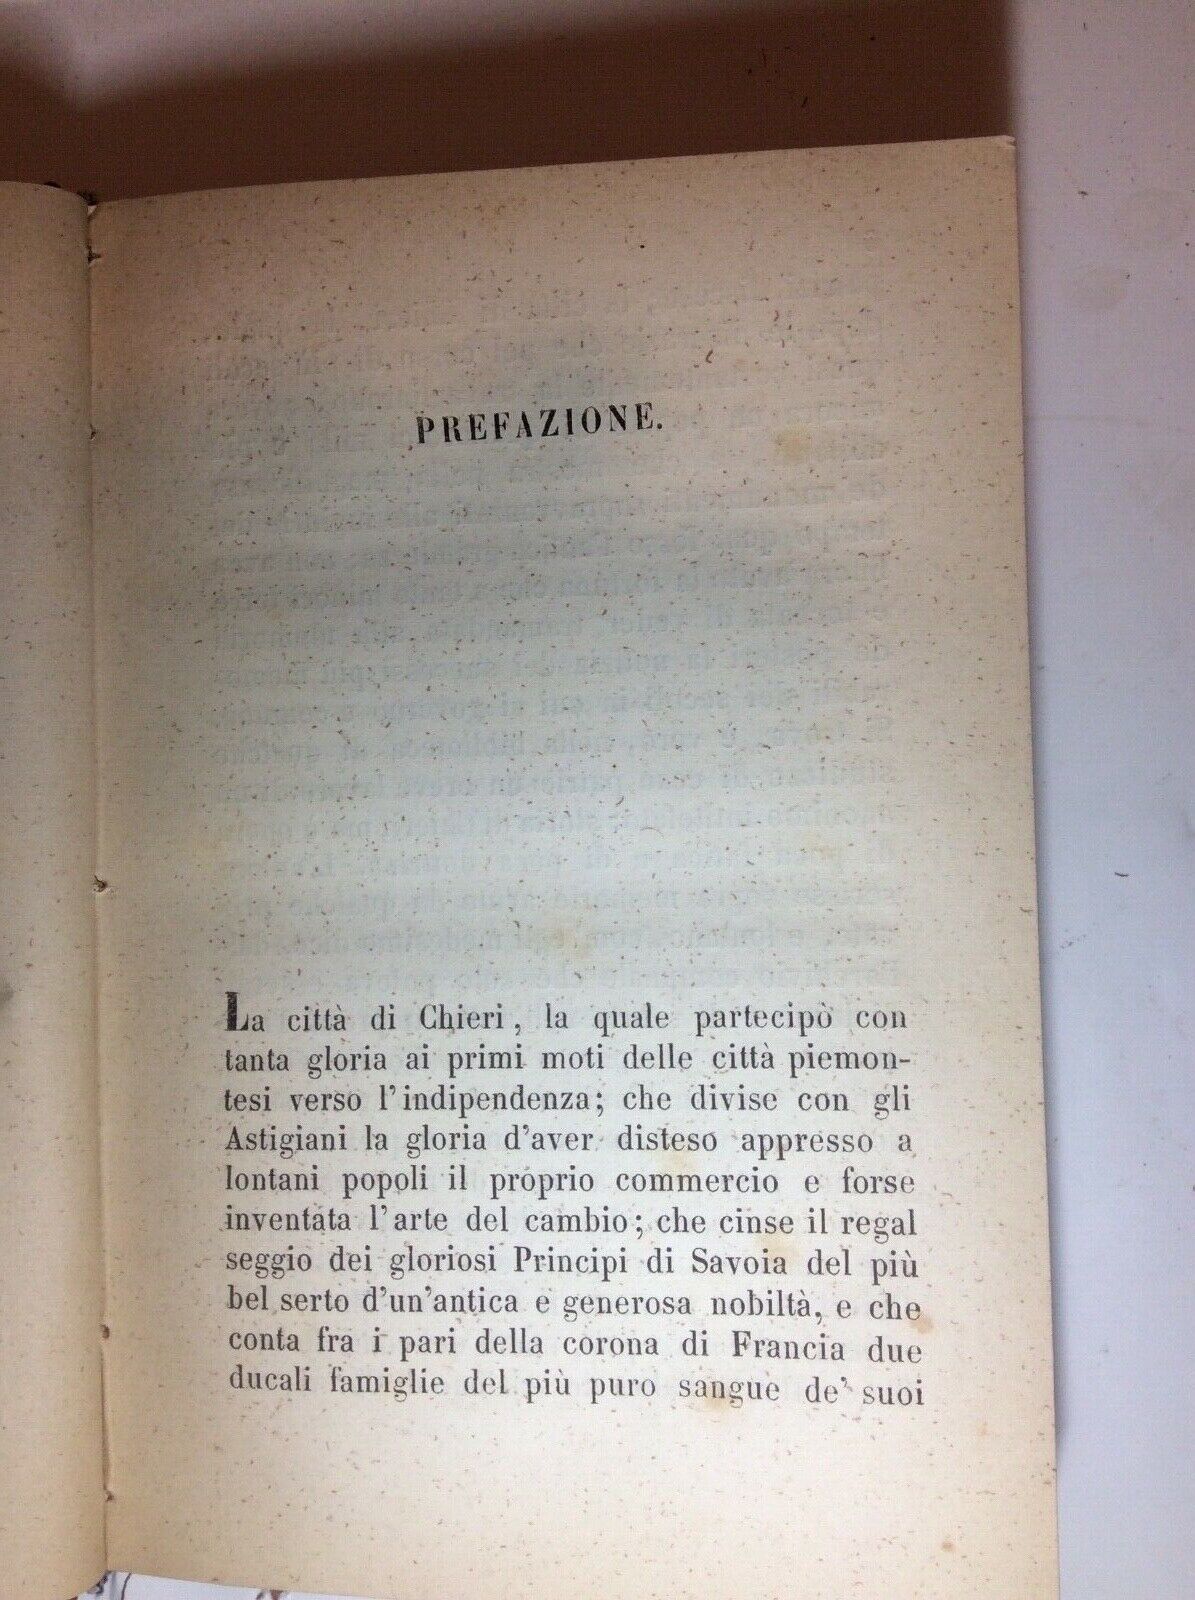 PREFAZIONE.
La città di Chieri, la quale partecipò con
tanta gloria ai primi moti delle città piemon-
tesi verso l'indipendenza; che divise con gli
Astigiani la gloria d'aver disteso appresso a
lontani popoli il proprio commercio e forse
inventata l'arte del cambio; che cinse il regal
seggio dei gloriosi Principi di Savoia del più
bel serto d'un'antica e generosa nobiltà, e che
conta fra i pari della corona di Francia due
ducali famiglie del più puro sangue de' suoi